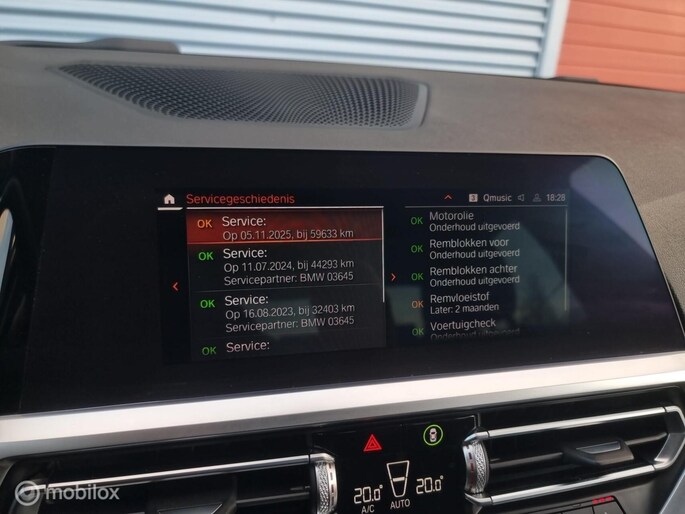 Servicegeschiedenis
3 Qmusic 18:28
OK Service:
Op 05.11.2025, bij 59633 km
OK Service:
Op 11.07.2024, bij 44293 km
Servicepartner: BMW 03645
OK Service:
Op 16.08.2023, bij 32403 km
Servicepartner: BMW 03645
OK Service:
OK Motorolie
Onderhoud uitgevoerd
OK Remblokken voor
Onderhoud uitgevoerd
OK Remblokken achter
Onderhoud uitgevoerd
OK Remvloeistof
Later: 2 maanden
OK Voertuigcheck
Onderhoud uitgevoerd
20.0 20.0
A/C AUTO
mobilox